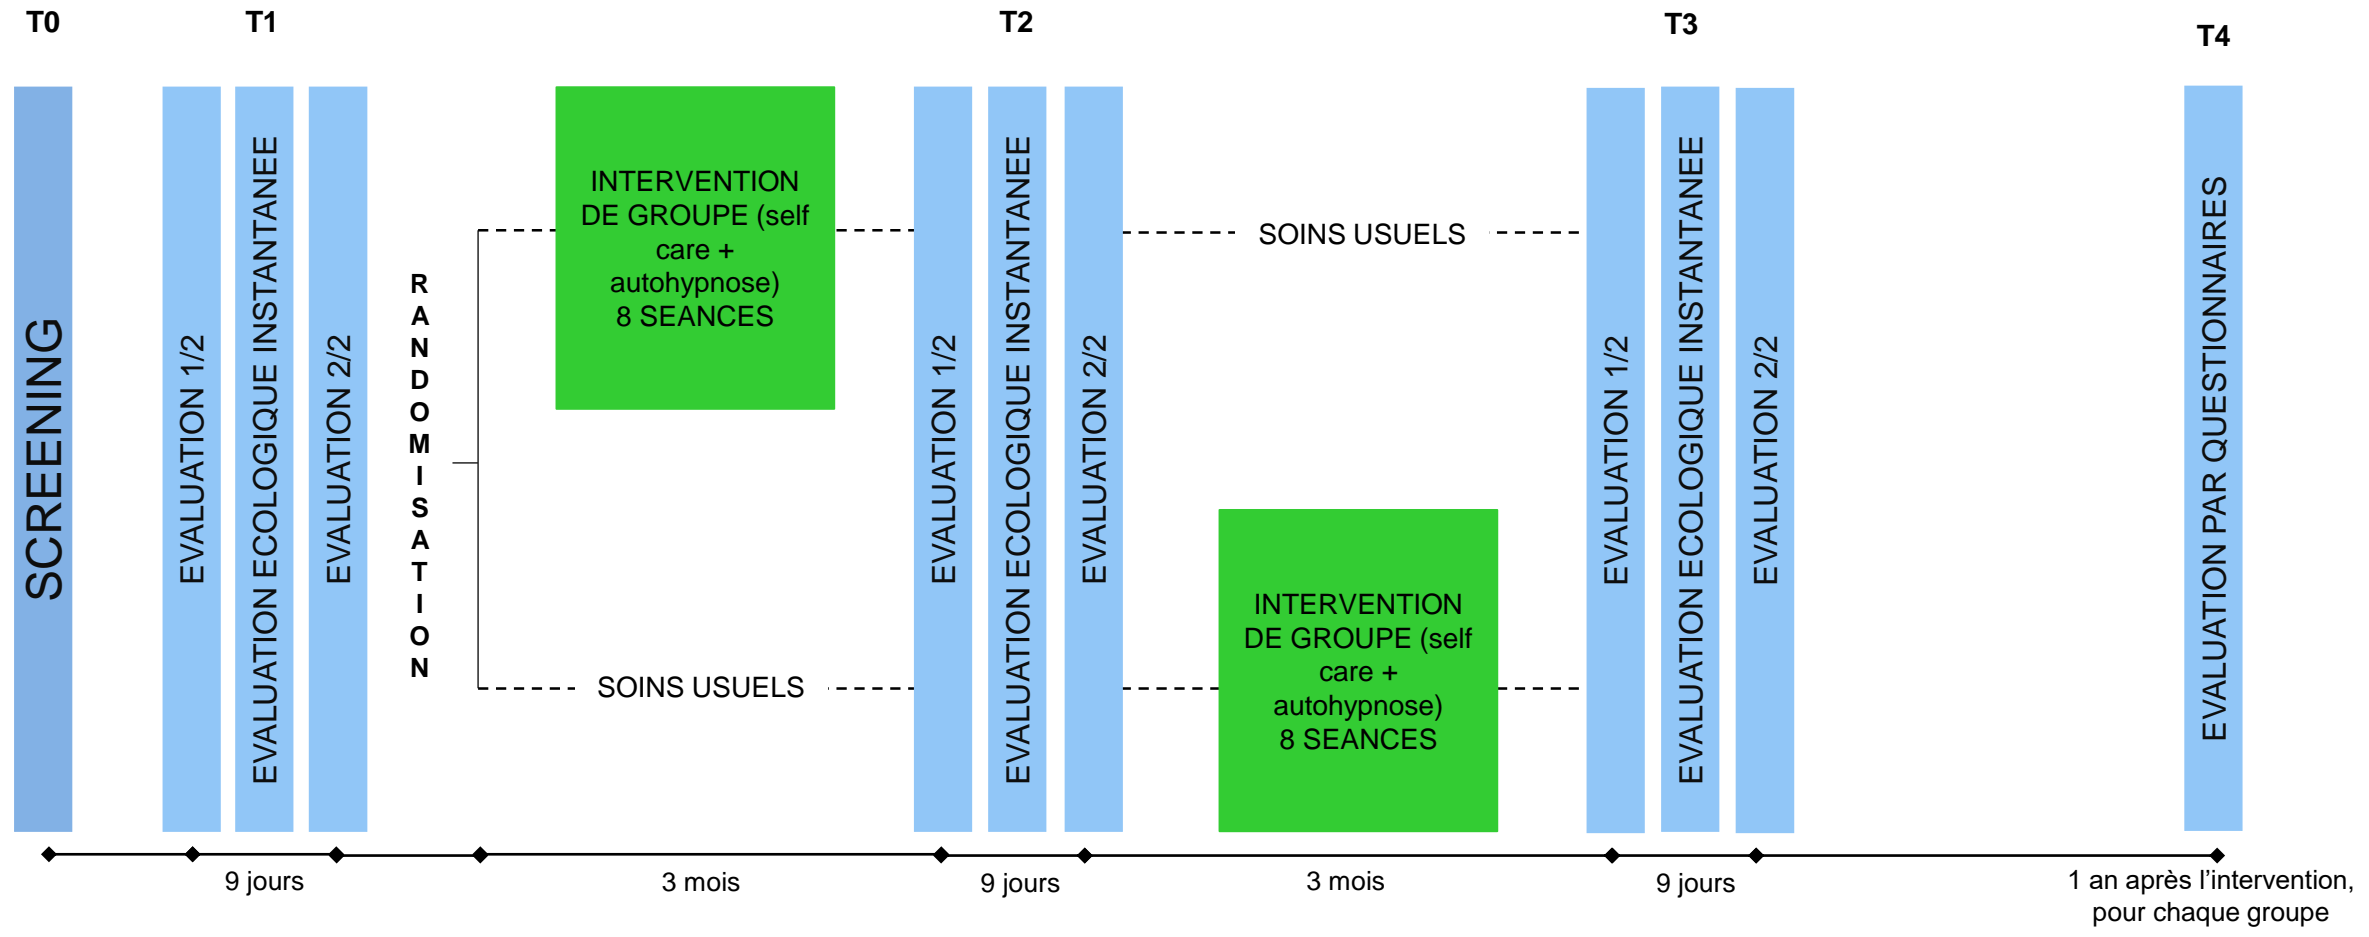 T0
T1
T2
T3
T4
SCREENING
EVALUATION 1/2
EVALUATION ECOLOGIQUE INSTANTANEE
EVALUATION 2/2
RANDOMISATION
INTERVENTION
DE GROUPE (self
care +
autohypnose)
8 SEANCES
SOINS USUELS
EVALUATION 1/2
EVALUATION ECOLOGIQUE INSTANTANEE
EVALUATION 2/2
SOINS USUELS
INTERVENTION
DE GROUPE (self
care +
autohypnose)
8 SEANCES
EVALUATION 1/2
EVALUATION ECOLOGIQUE INSTANTANEE
EVALUATION 2/2
EVALUATION PAR QUESTIONNAIRES
9 jours
3 mois
9 jours
3 mois
9 jours
1 an après l’intervention,
pour chaque groupe